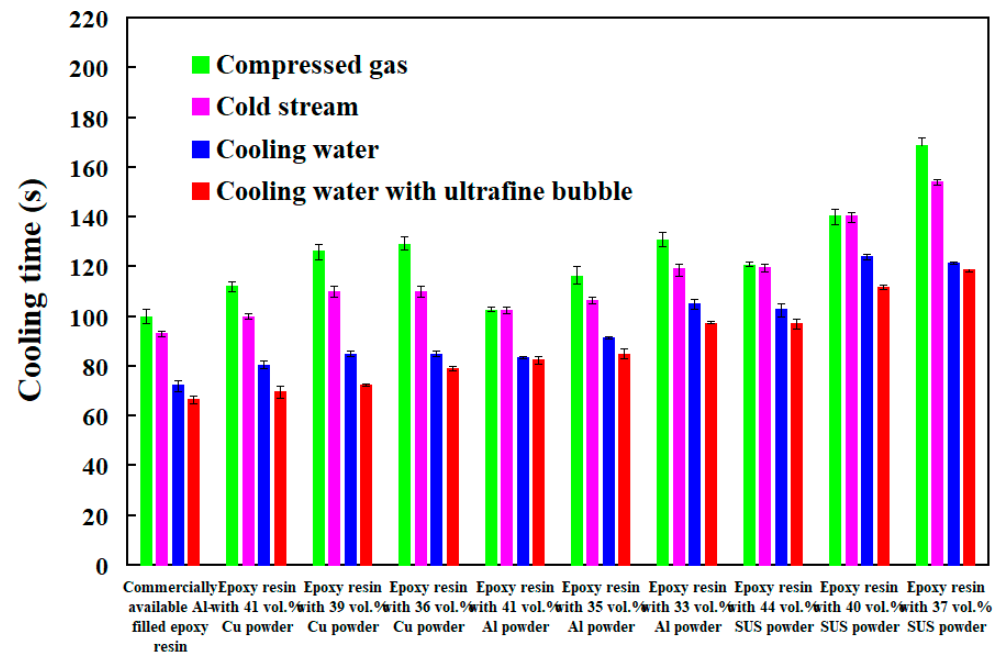 220
200
180
160
140
120
100
80
60
40
20
0
Cooling time (s)
Compressed gas
Cold stream
Cooling water
Cooling water with ultrafine bubble
Commercially
available Al-
filled epoxy
resin
Epoxy resin
with 41 vol.%
Cu powder
Epoxy resin
with 39 vol.%
Cu powder
Epoxy resin
with 36 vol.%
Cu powder
Epoxy resin
with 41 vol.%
Al powder
Epoxy resin
with 35 vol.%
Al powder
Epoxy resin
with 33 vol.%
Al powder
Epoxy resin
with 44 vol.%
SUS powder
Epoxy resin
with 40 vol.%
SUS powder
Epoxy resin
with 37 vol.%
SUS powder